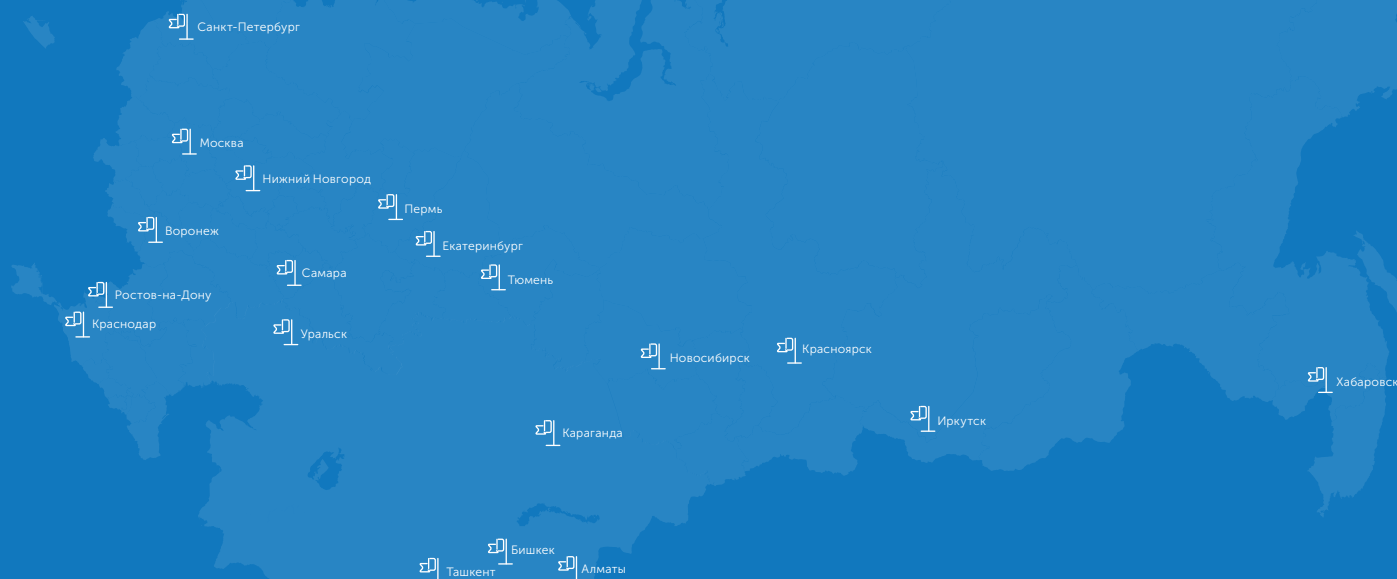 Санкт-Петербург
Москва
Нижний Новгород
Пермь
Воронеж
Екатеринбург
Самара
Тюмень
Ростов-на-Дону
Краснодар
Уральск
Новосибирск
Красноярск
Хабаровск
Иркутск
Караганда
Бишкек
Ташкент
Алматы